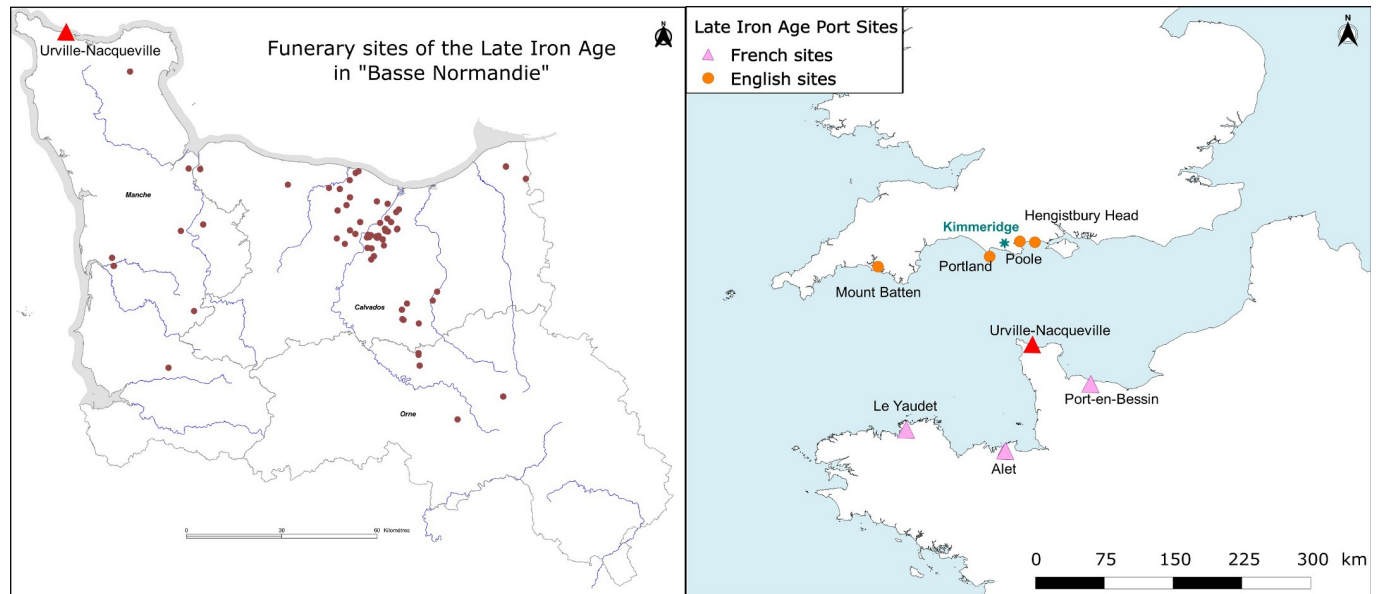 Urville-Nacqueville
Funerary sites of the Late Iron Age
in "Basse Normandie"
N
Manche
Calvados
Orne
0 30 60 Kilomètres
Late Iron Age Port Sites
French sites
English sites
N
Hengistbury Head
Kimmeridge
Poole
Portland
Mount Batten
Urville-Nacqueville
Port-en-Bessin
Le Yaudet
Alet
0 75 150 225 300 km